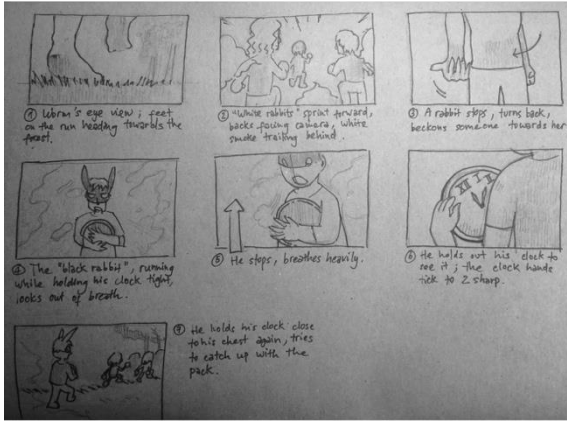 ① Worm's eye view; feet
on the run heading towards the
forest.
② "White rabbits" sprint forward,
backs facing camera, white
smoke trailing behind.
③ A rabbit stops, turns back,
beckons someone towards her
④ The "black rabbit", running
while holding his clock tight,
looks out of breath.
⑤ He stops, breathes heavily.
⑥ He holds out his clock to
see it; the clock hands
tick to 2 sharp.
⑦ He holds his clock close
to his chest again, tries
to catch up with the
pack.